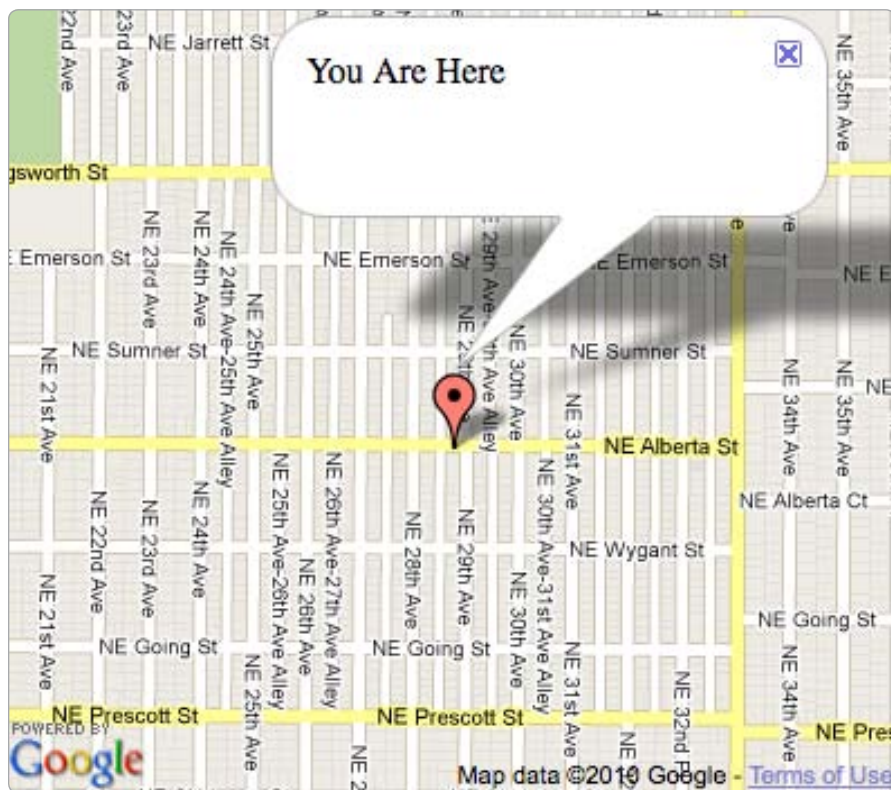 22nd Ave
23rd Ave
NE Jarrett St
You Are Here
NE 35th Ave
gsworth St
NE 23rd Ave
NE 24th Ave
NE 24th Ave-25th Ave Alley
NE 25th Ave
Emerson St
NE Emerson St
Emerson St
NE E
NE Sumner St
NE Sumner St
NE 30th Ave
NE 21st Ave
NE 31st Ave
NE 34th Ave
NE 35th Ave
NE
NE Alberta St
NE Alberta Ct
NE 22nd Ave
NE 23rd Ave
NE 24th Ave
NE 25th Ave-26th Ave Alley
NE 26th Ave-27th Ave Alley
NE 28th Ave
NE 29th Ave
NE 30th Ave-31st Ave Alley
NE Wygant St
NE 21st Ave
NE 26th Ave
NE 30th Ave
NE Going St
NE Going St
NE Going St
NE 25th Ave
NE 31st Ave
NE 32nd P
NE 34th Ave
NE Prescott St
NE Prescott St
NE Pres
NE 2
NE
POWERED BY
Google
Map data ©2010 Google - Terms of Use